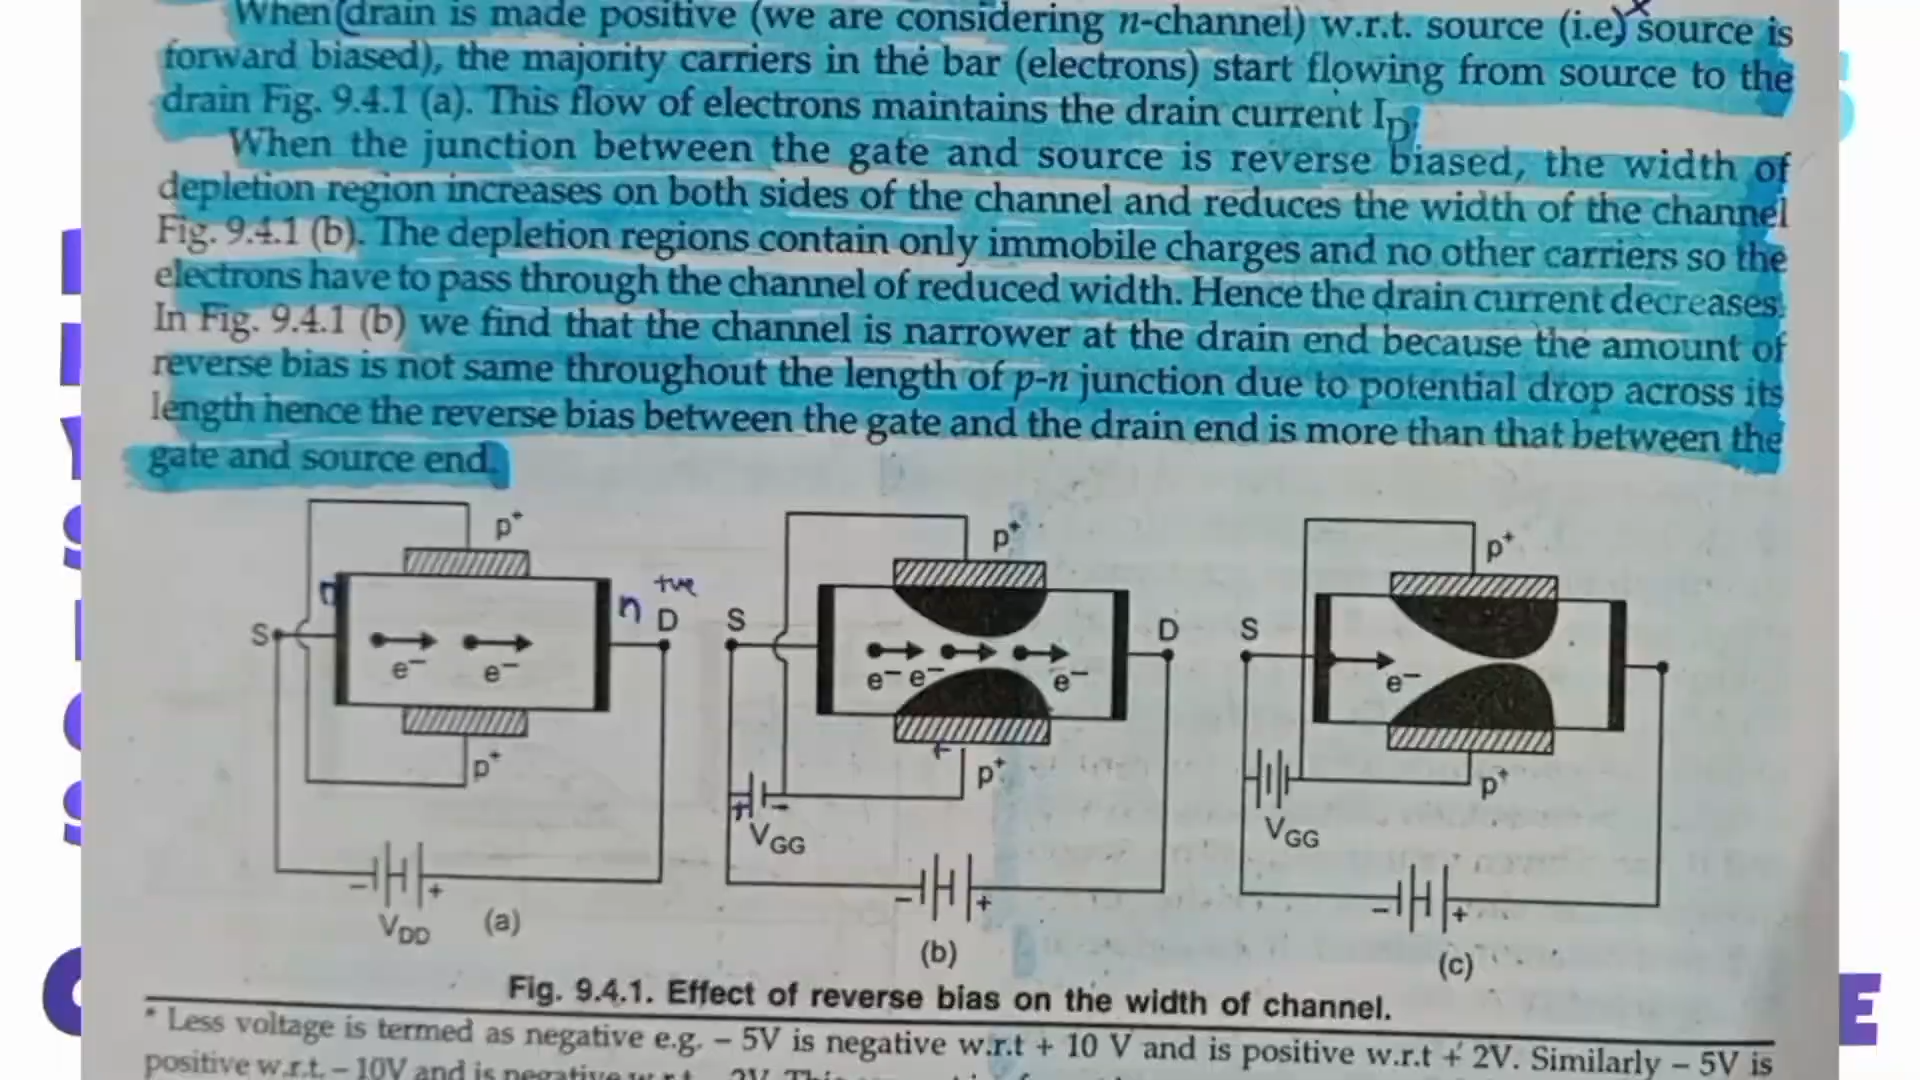 When (drain is made positive (we are considering n-channel) w.r.t. source (i.e) source is
forward biased), the majority carriers in the bar (electrons) start flowing from source to the
drain Fig. 9.4.1 (a). This flow of electrons maintains the drain current I_D.
When the junction between the gate and source is reverse biased, the width of
depletion region increases on both sides of the channel and reduces the width of the channel
Fig. 9.4.1 (b). The depletion regions contain only immobile charges and no other carriers so the
electrons have to pass through the channel of reduced width. Hence the drain current decreases.
In Fig. 9.4.1 (b) we find that the channel is narrower at the drain end because the amount of
reverse bias is not same throughout the length of p-n junction due to potential drop across its
length hence the reverse bias between the gate and the drain end is more than that between the
gate and source end.
p+ p+ p+
n n +ve
S D S D S
e− e− e− e− e− e−
p+ p+ p+
+ −
VGG VGG
− + − + − +
VDD (a) (b) (c)
Fig. 9.4.1. Effect of reverse bias on the width of channel.
* Less voltage is termed as negative e.g. – 5V is negative w.r.t + 10 V and is positive w.r.t + 2V. Similarly – 5V is
positive w.r.t. – 10V and is negative w.r.t. 2V. This
E